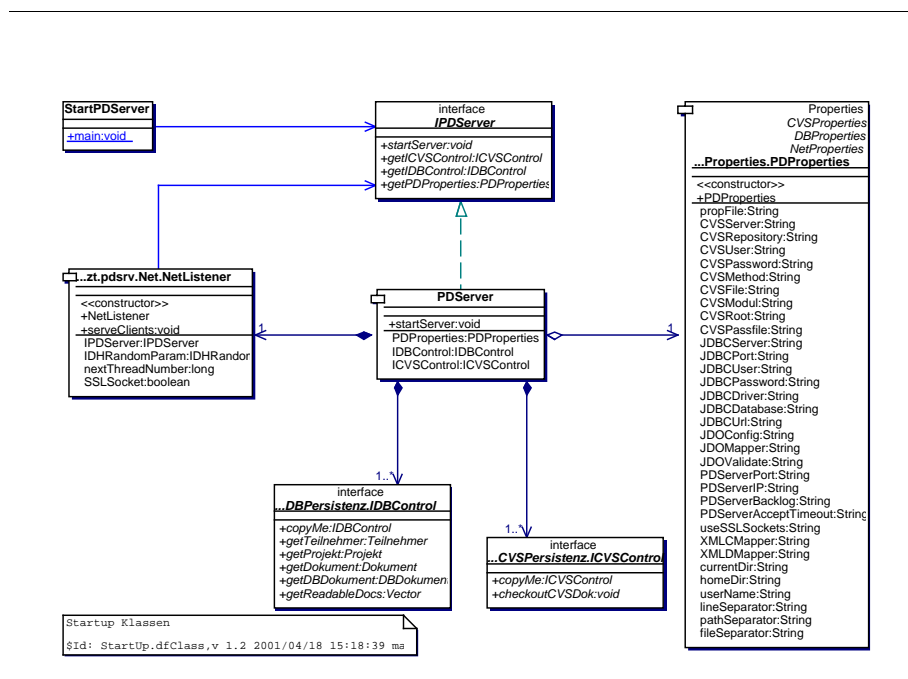 StartPDServer
+main:void
interface
IPDServer
+startServer:void
+getICVSControl:ICVSControl
+getIDBControl:IDBControl
+getPDProperties:PDProperties
Properties
CVSProperties
DBProperties
NetProperties
...Properties.PDProperties
<<constructor>>
+PDProperties
propFile:String
CVSServer:String
CVSRepository:String
CVSUser:String
CVSPassword:String
CVSMethod:String
CVSFile:String
CVSModul:String
CVSRoot:String
CVSPassfile:String
JDBCServer:String
JDBCPort:String
JDBCUser:String
JDBCPassword:String
JDBCDriver:String
JDBCDatabase:String
JDBCUrl:String
JDOConfig:String
JDOMapper:String
JDOValidate:String
PDServerPort:String
PDServerIP:String
PDServerBacklog:String
PDServerAcceptTimeout:String
useSSLSockets:String
XMLCMapper:String
XMLDMapper:String
currentDir:String
homeDir:String
userName:String
lineSeparator:String
pathSeparator:String
fileSeparator:String
...zt.pdsrv.Net.NetListener
<<constructor>>
+NetListener
+serveClients:void
IPDServer:IPDServer
IDHRandomParam:IDHRandor
nextThreadNumber:long
SSLSocket:boolean
1
PDServer
+startServer:void
PDProperties:PDProperties
IDBControl:IDBControl
ICVSControl:ICVSControl
1
1..*
interface
...DBPersistenz.IDBControl
+copyMe:IDBControl
+getTeilnehmer:Teilnehmer
+getProjekt:Projekt
+getDokument:Dokument
+getDBDokument:DBDokumen
+getReadableDocs:Vector
1..*
interface
...CVSPersistenz.ICVSControl
+copyMe:ICVSControl
+checkoutCVSDok:void
Startup Klassen
$Id: StartUp.dfClass,v 1.2 2001/04/18 15:18:39 ma